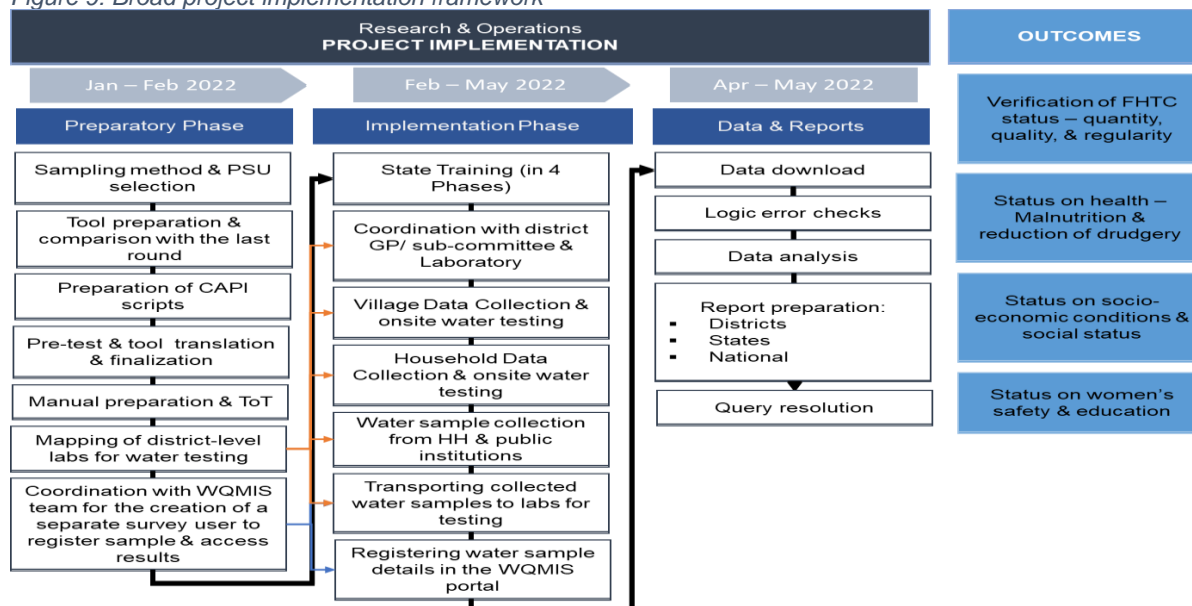 Figure 9: Broad project implementation framework
Research & Operations
PROJECT IMPLEMENTATION
Jan – Feb 2022
Preparatory Phase
Sampling method & PSU
selection
Tool preparation &
comparison with the last
round
Preparation of CAPI
scripts
Pre-test & tool translation
& finalization
Manual preparation & ToT
Mapping of district-level
labs for water testing
Coordination with WQMIS
team for the creation of a
separate survey user to
register sample & access
results
Feb – May 2022
Implementation Phase
State Training (in 4
Phases)
Coordination with district
GP/ sub-committee &
Laboratory
Village Data Collection &
onsite water testing
Household Data
Collection & onsite water
testing
Water sample collection
from HH & public
institutions
Transporting collected
water samples to labs for
testing
Registering water sample
details in the WQMIS
portal
Apr – May 2022
Data & Reports
Data download
Logic error checks
Data analysis
Report preparation:
▪ Districts
▪ States
▪ National
Query resolution
OUTCOMES
Verification of FHTC
status – quantity,
quality, & regularity
Status on health –
Malnutrition &
reduction of drudgery
Status on socio-
economic conditions &
social status
Status on women's
safety & education